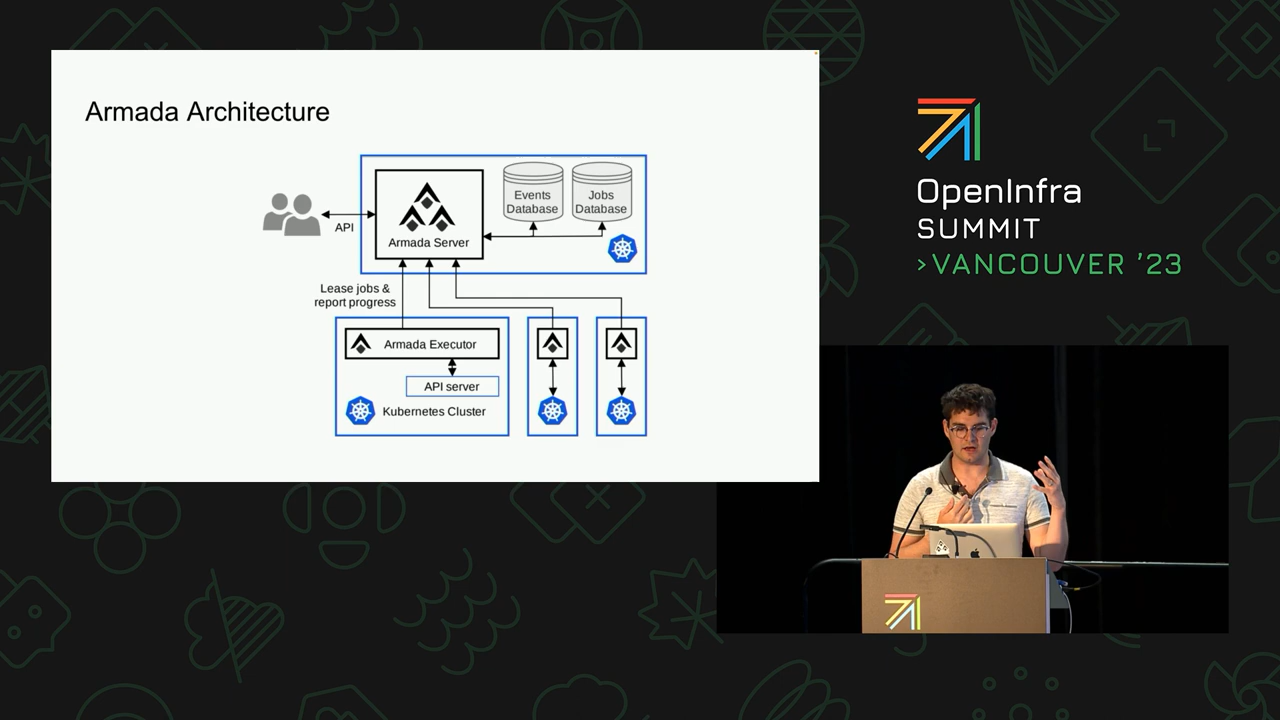 Armada Architecture
Events
Database
Jobs
Database
API
Armada Server
Lease jobs &
report progress
Armada Executor
API server
Kubernetes Cluster
OpenInfra
SUMMIT
>VANCOUVER '23